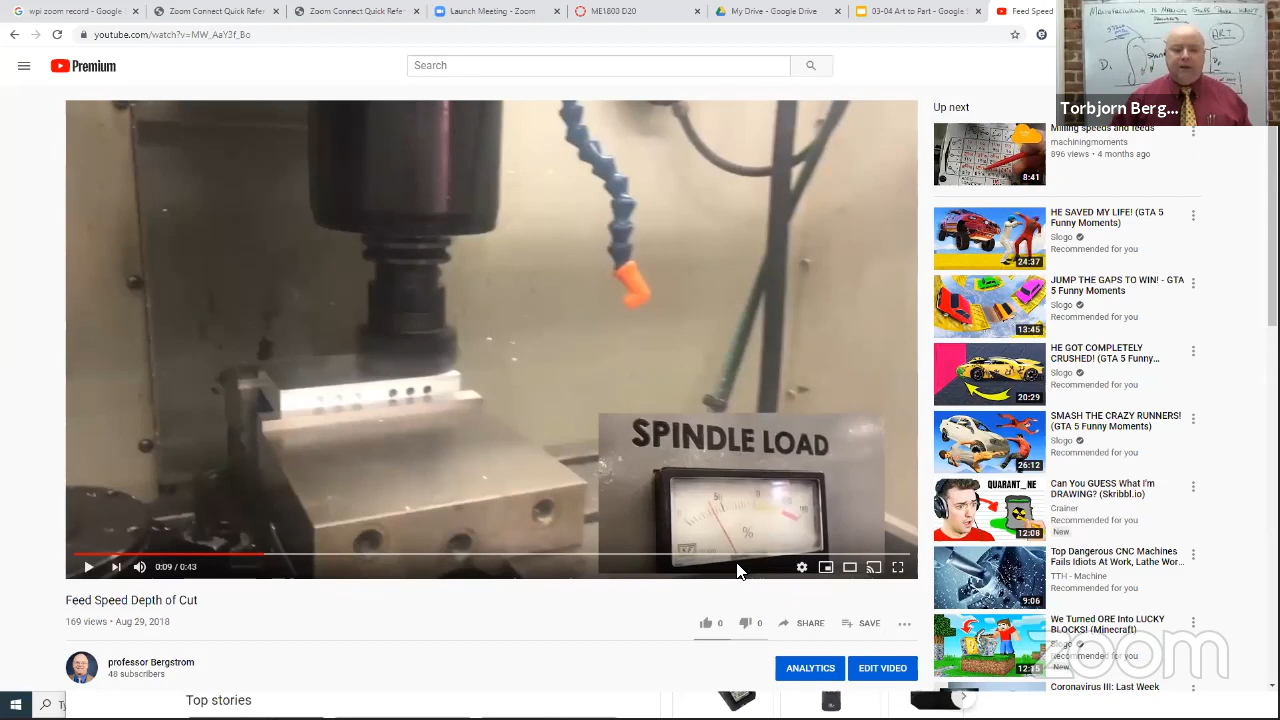 wpi zoom record - Goo
Zoom Connect Quick Refer
Zoom Connect Quick Refer
Launch Meeting - Zoom
ME1800 D20
My Drive - Google D
03-04 Art to Part - Google S
Feed Speed
youtube.com/watch?v=MW_AaY3f_Bo
Premium
Search
Up next
Torbjorn Berg...
Milling speeds and feeds
machiningmoments
896 views • 4 months ago
8:41
HE SAVED MY LIFE! (GTA 5
Funny Moments)
Slogo
Recommended for you
24:37
JUMP THE GAPS TO WIN! - GTA
5 Funny Moments
Slogo
Recommended for you
13:45
HE GOT COMPLETELY
CRUSHED! (GTA 5 Funny...
Slogo
Recommended for you
20:29
SMASH THE CRAZY RUNNERS!
(GTA 5 Funny Moments)
Slogo
Recommended for you
26:12
QUARANT_NE
Can You GUESS What I'm
DRAWING? (Skribbl.io)
Crainer
Recommended for you
New
12:08
Top Dangerous CNC Machines
Fails Idiots At Work, Lathe Wor...
TTH - Machine
Recommended for you
9:06
We Turned ORE Into LUCKY
BLOCKS! (Minecraft)
Slogo
Recommended for you
New
12:15
Coronavirus III: Last Week
SPINDLE LOAD
%
0:09 / 0:43
Feed Speed Depth of Cut
169 views • Aug 29, 2018
0
0
SHARE
SAVE
professor Bergstrom
48 subscribers
ANALYTICS
EDIT VIDEO
zoom
Top stories